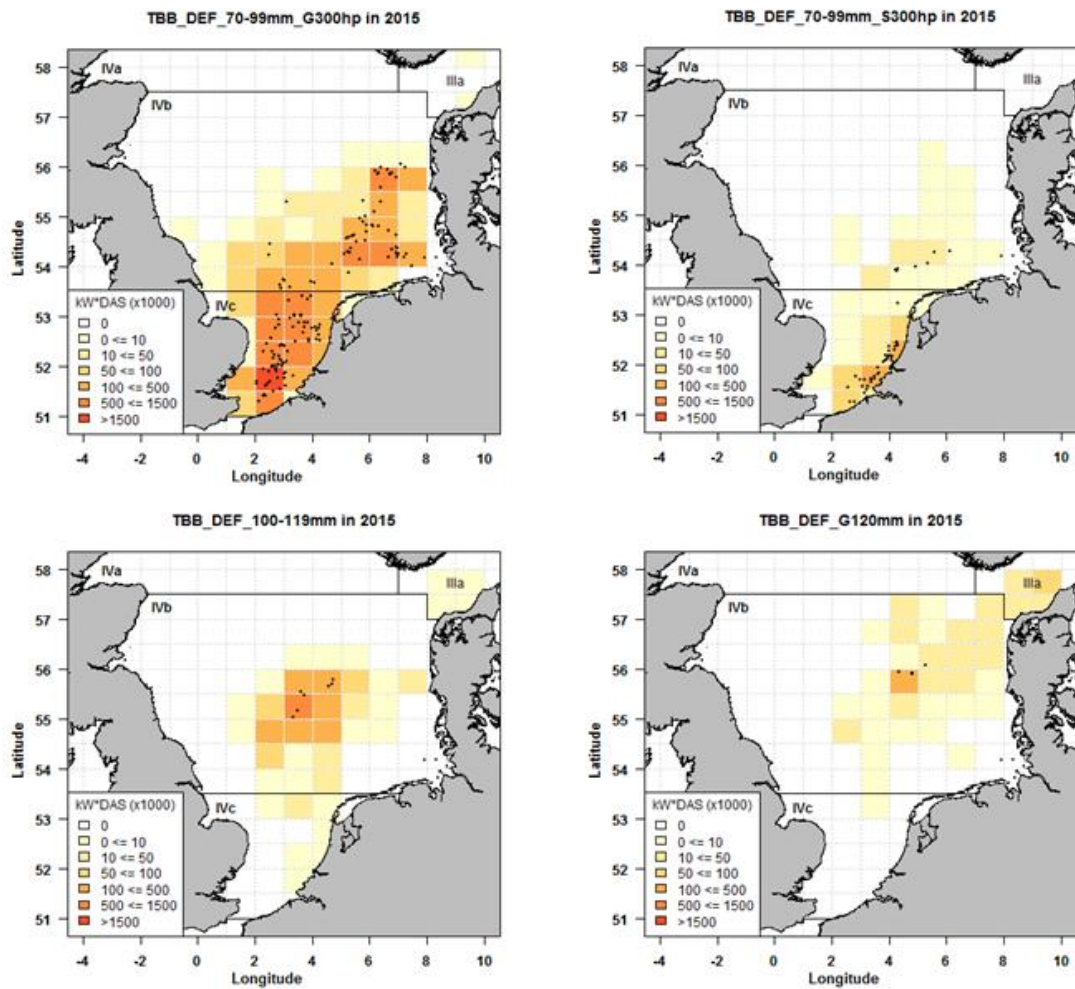 TBB_DEF_70-99mm_G300hp in 2015
58
57
56
55
54
53
52
51
Latitude
IVa
IVb
IIIa
IVc
kW*DAS (x1000)
0
0 <= 10
10 <= 50
50 <= 100
100 <= 500
500 <= 1500
>1500
-4 -2 0 2 4 6 8 10
Longitude
TBB_DEF_70-99mm_S300hp in 2015
58
57
56
55
54
53
52
51
Latitude
IVa
IVb
IIIa
IVc
kW*DAS (x1000)
0
0 <= 10
10 <= 50
50 <= 100
100 <= 500
500 <= 1500
>1500
-4 -2 0 2 4 6 8 10
Longitude
TBB_DEF_100-119mm in 2015
58
57
56
55
54
53
52
51
Latitude
IVa
IVb
IIIa
IVc
kW*DAS (x1000)
0
0 <= 10
10 <= 50
50 <= 100
100 <= 500
500 <= 1500
>1500
-4 -2 0 2 4 6 8 10
Longitude
TBB_DEF_G120mm in 2015
58
57
56
55
54
53
52
51
Latitude
IVa
IVb
IIIa
IVc
kW*DAS (x1000)
0
0 <= 10
10 <= 50
50 <= 100
100 <= 500
500 <= 1500
>1500
-4 -2 0 2 4 6 8 10
Longitude